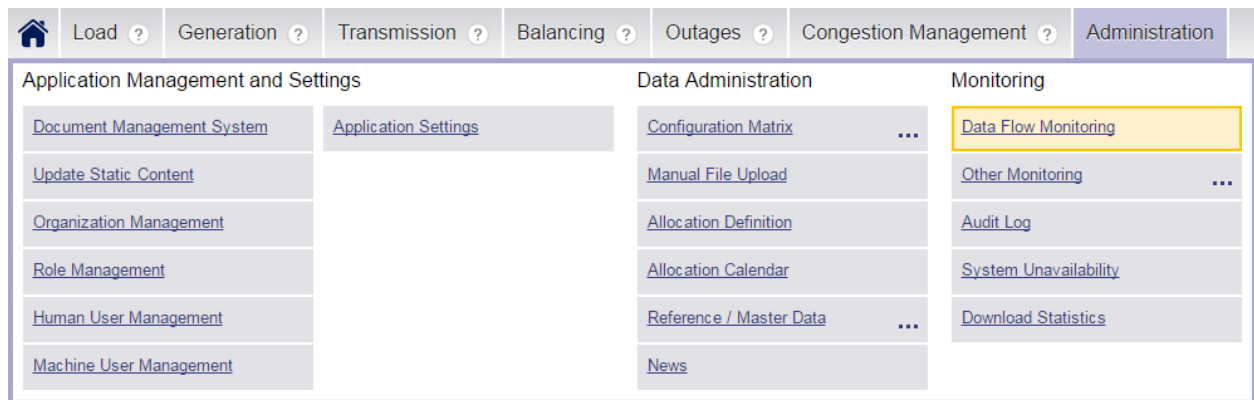 Load ? Generation ? Transmission ? Balancing ? Outages ? Congestion Management ? Administration
Application Management and Settings
Document Management System
Update Static Content
Organization Management
Role Management
Human User Management
Machine User Management
Application Settings
Data Administration
Configuration Matrix ...
Manual File Upload
Allocation Definition
Allocation Calendar
Reference / Master Data ...
News
Monitoring
Data Flow Monitoring
Other Monitoring ...
Audit Log
System Unavailability
Download Statistics